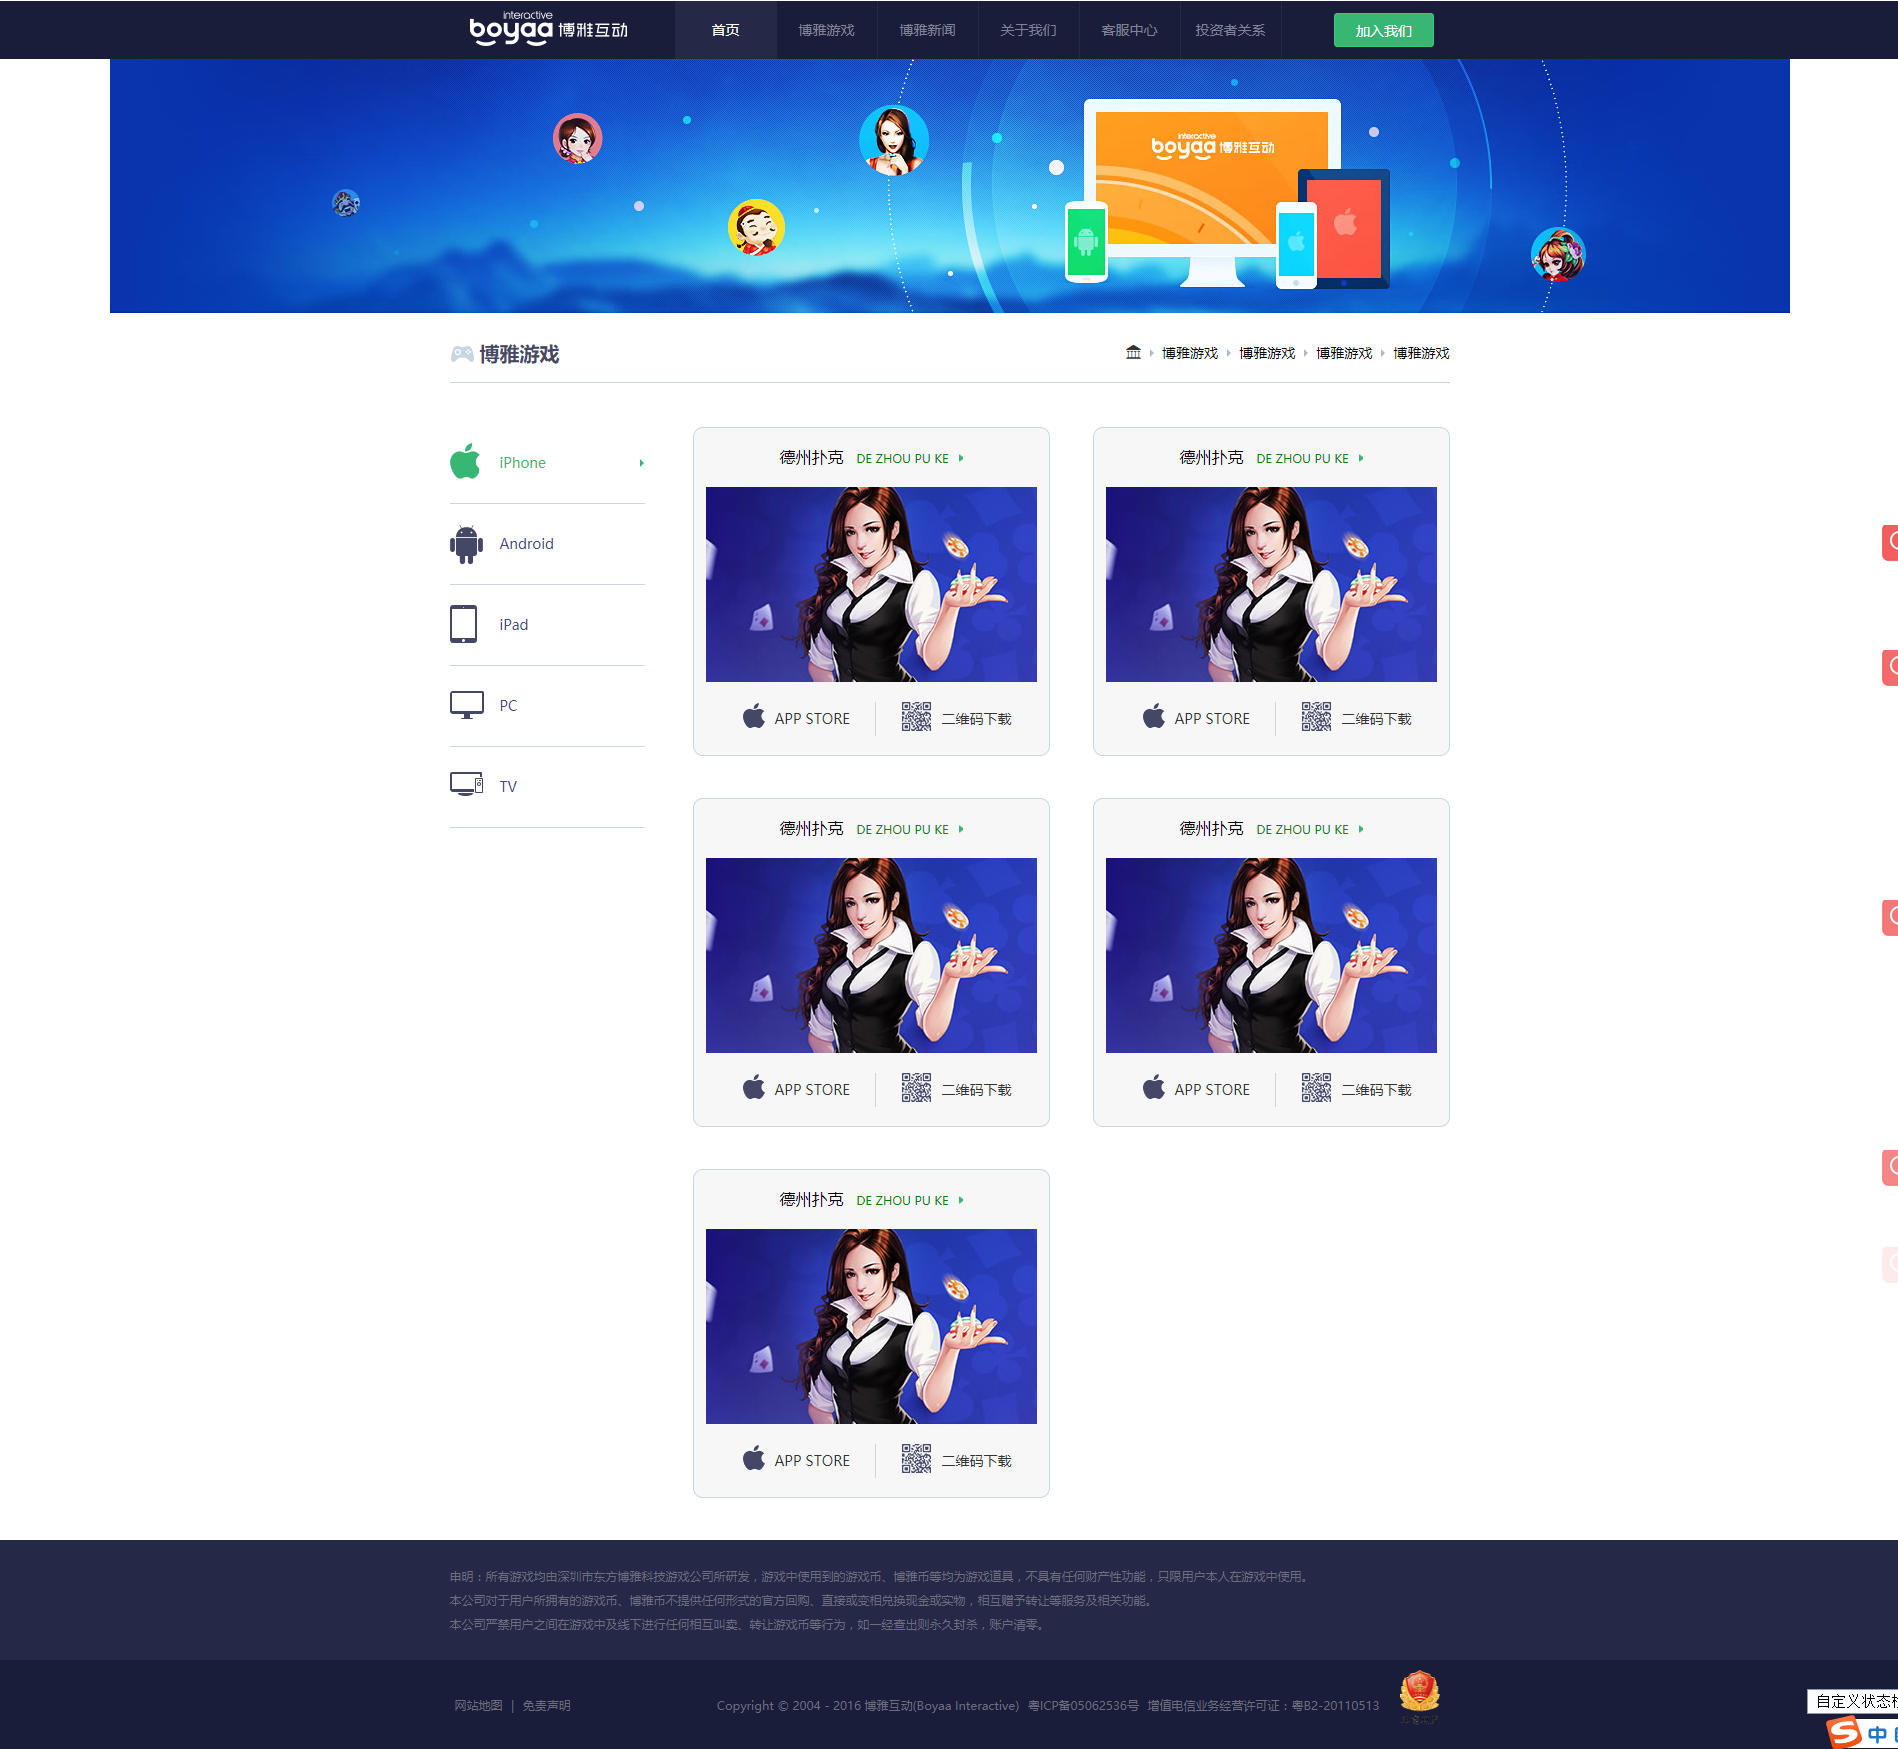 interactive
boyaa 博雅互动
首页 博雅游戏 博雅新闻 关于我们 客服中心 投资者关系 加入我们
interactive
boyaa 博雅互动
博雅游戏
博雅游戏 博雅游戏 博雅游戏 博雅游戏
iPhone
Android
iPad
PC
TV
德州扑克 DE ZHOU PU KE
APP STORE 二维码下载
德州扑克 DE ZHOU PU KE
APP STORE 二维码下载
德州扑克 DE ZHOU PU KE
APP STORE 二维码下载
德州扑克 DE ZHOU PU KE
APP STORE 二维码下载
德州扑克 DE ZHOU PU KE
APP STORE 二维码下载
申明：所有游戏均由深圳市东方博雅科技游戏公司所研发，游戏中使用到的游戏币、博雅币等均为游戏道具，不具有任何财产性功能，只限用户本人在游戏中使用。
本公司对于用户所拥有的游戏币、博雅币不提供任何形式的官方回购、直接或变相兑换现金或实物，相互赠予转让等服务及相关功能。
本公司严禁用户之间在游戏中及线下进行任何相互叫卖、转让游戏币等行为，如一经查出则永久封杀，账户清零。
网站地图 | 免责声明
Copyright © 2004 - 2016 博雅互动(Boyaa Interactive) 粤ICP备05062536号 增值电信业务经营许可证：粤B2-20110513
自定义状态
S 中